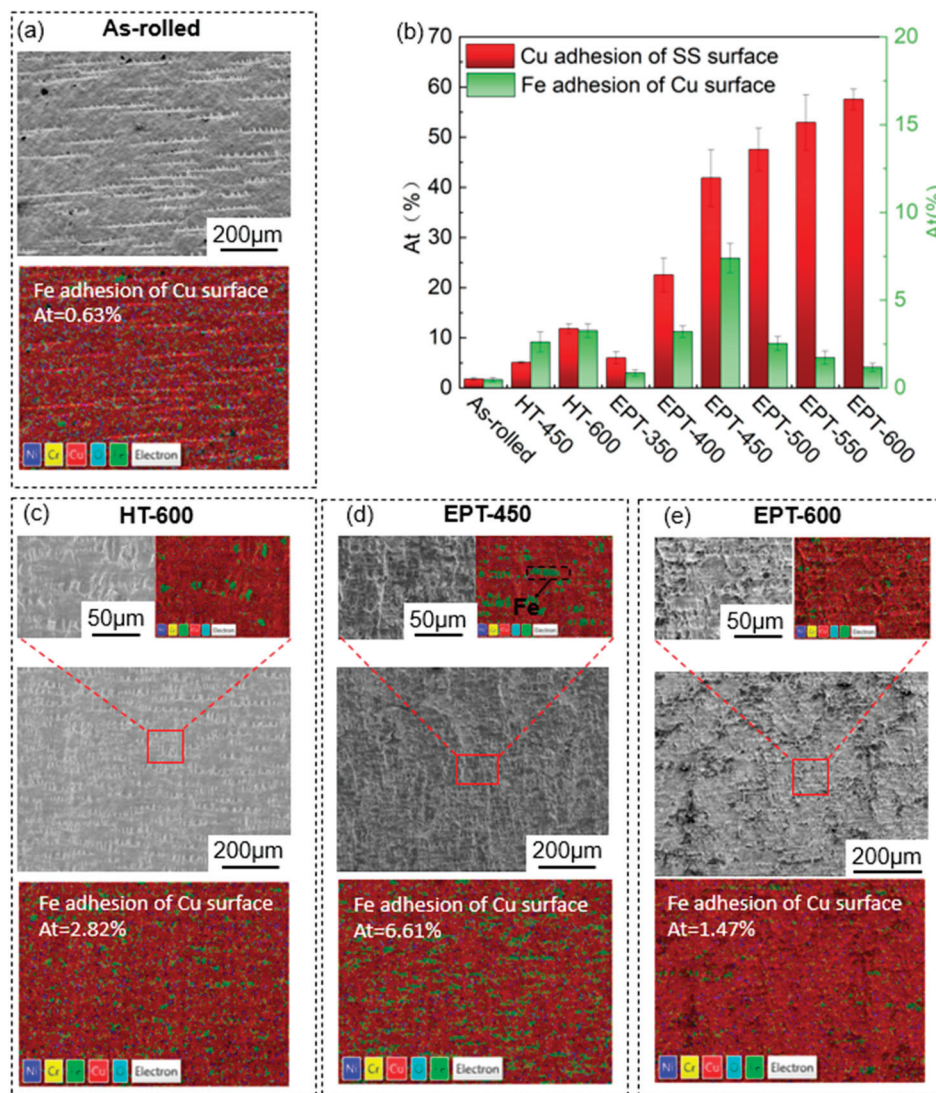 (a)
As-rolled
200μm
Fe adhesion of Cu surface
At=0.63%
Ni Cr Cu O Fe Electron
(b)
Cu adhesion of SS surface
Fe adhesion of Cu surface
70
60
50
40
30
20
10
0
At（%）
20
15
10
5
0
At(%)
As-rolled
HT-450
HT-600
EPT-350
EPT-400
EPT-450
EPT-500
EPT-550
EPT-600
(c)
HT-600
50μm
200μm
Fe adhesion of Cu surface
At=2.82%
Ni Cr Fe Cu O Electron
(d)
EPT-450
Fe
50μm
200μm
Fe adhesion of Cu surface
At=6.61%
Ni Cr Fe Cu O Electron
(e)
EPT-600
50μm
200μm
Fe adhesion of Cu surface
At=1.47%
Ni Cr Cu O Fe Electron